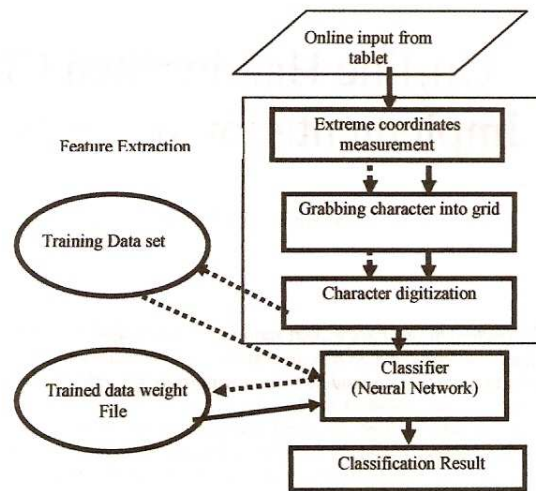 Online input from
tablet
Extreme coordinates
measurement
Feature Extraction
Grabbing character into grid
Training Data set
Character digitization
Classifier
(Neural Network)
Trained data weight
File
Classification Result